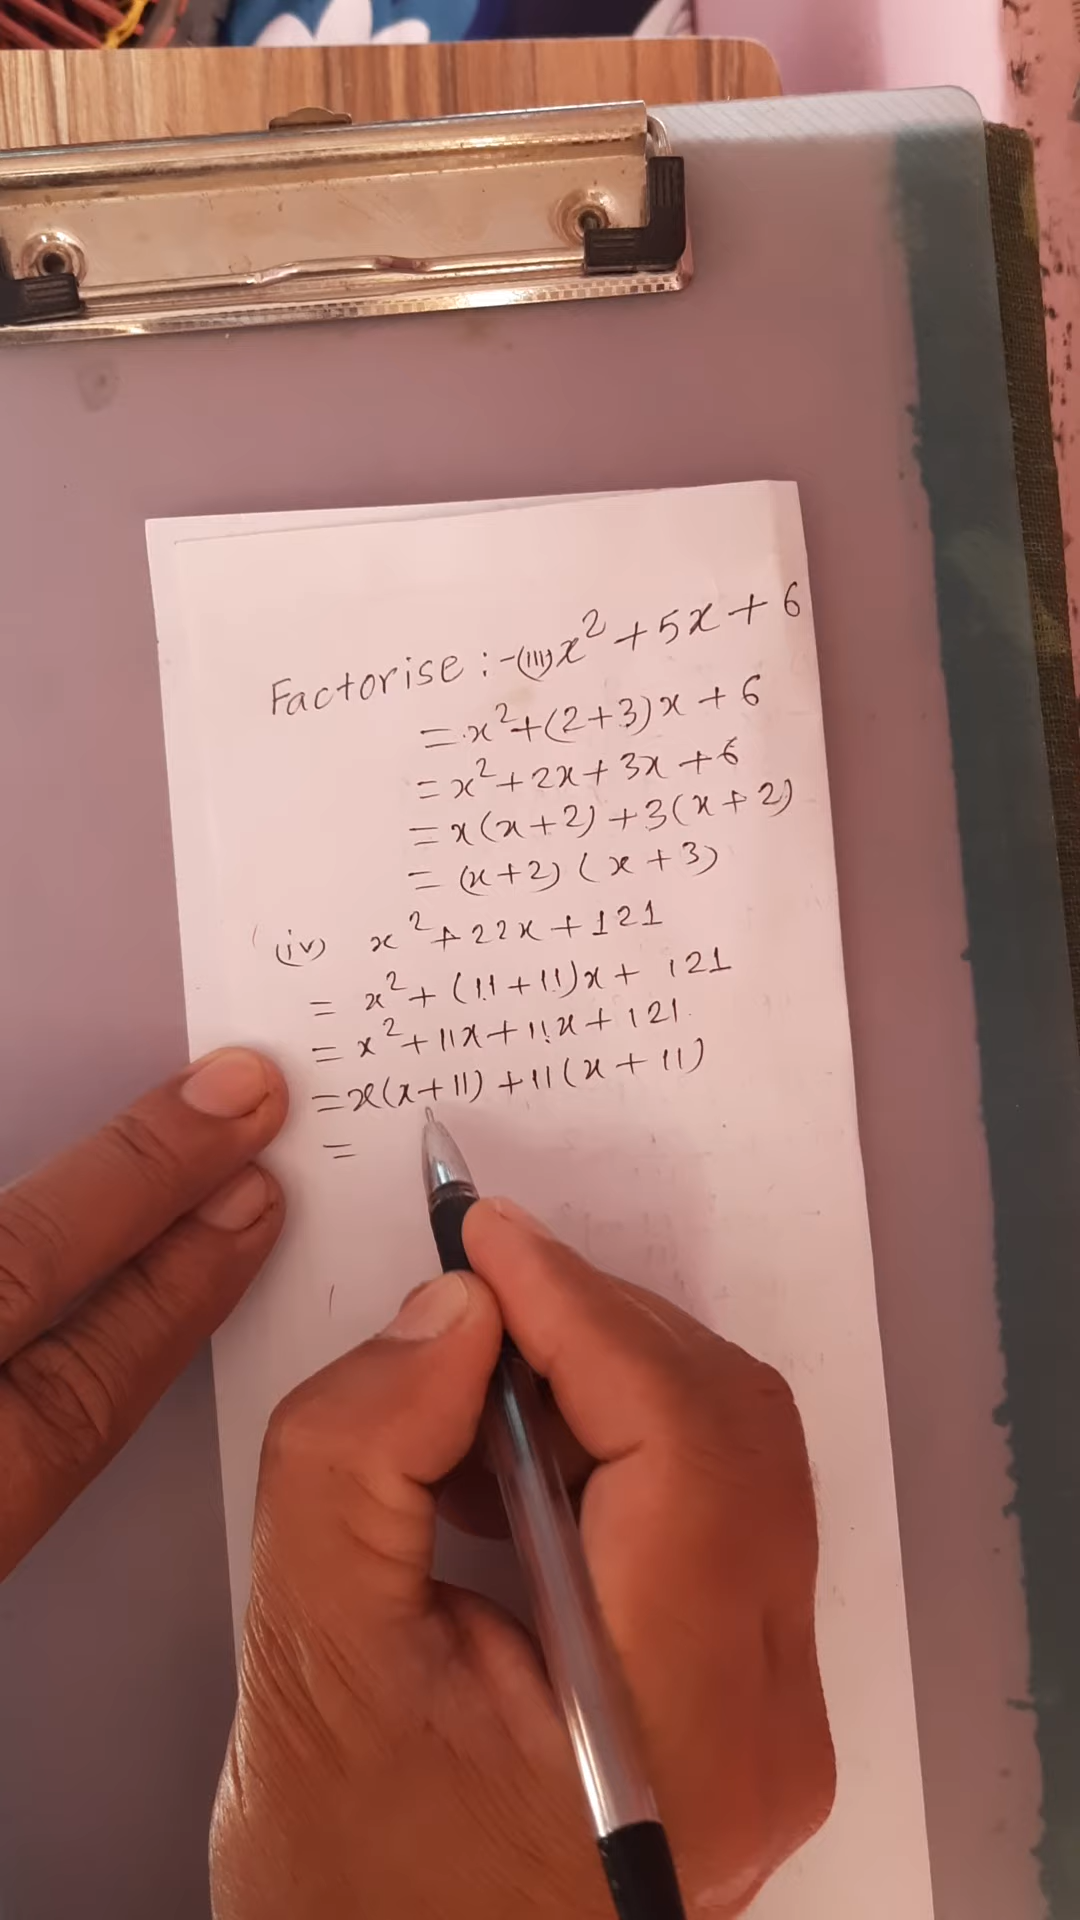 Factorise :- (iii) x² + 5x + 6
= x² + (2+3)x + 6
= x² + 2x + 3x + 6
= x(x+2) + 3(x+2)
= (x+2) (x+3)
(iv) x² + 22x + 121
= x² + (11+11)x + 121
= x² + 11x + 11x + 121
= x(x+11) + 11(x+11)
=